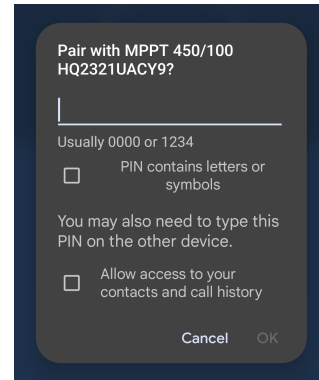 Pair with MPPT 450/100
HQ2321UACY9?
Usually 0000 or 1234
PIN contains letters or
symbols
You may also need to type this
PIN on the other device.
Allow access to your
contacts and call history
Cancel OK